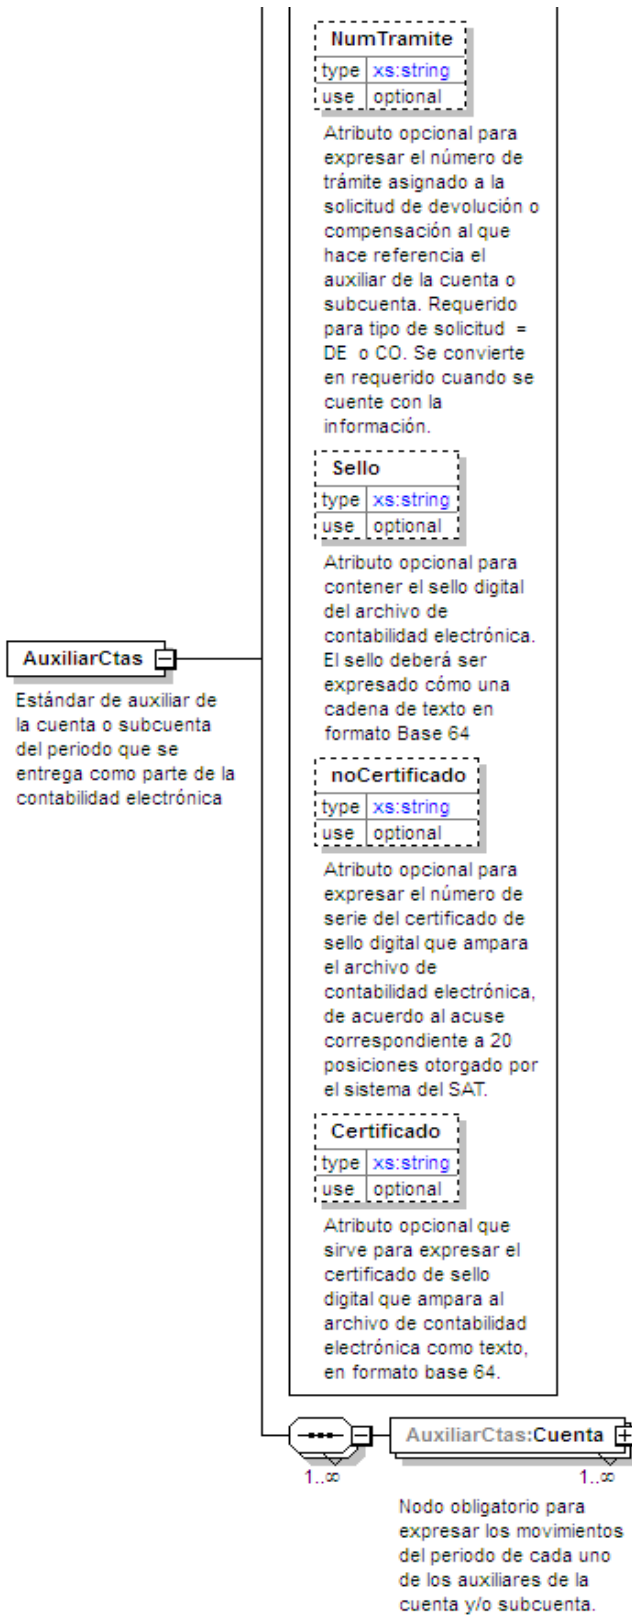 NumTramite
type xs:string
use optional
Atributo opcional para
expresar el número de
trámite asignado a la
solicitud de devolución o
compensación al que
hace referencia el
auxiliar de la cuenta o
subcuenta. Requerido
para tipo de solicitud =
DE o CO. Se convierte
en requerido cuando se
cuente con la
información.
Sello
type xs:string
use optional
Atributo opcional para
contener el sello digital
del archivo de
contabilidad electrónica.
El sello deberá ser
expresado cómo una
cadena de texto en
formato Base 64
AuxiliarCtas
Estándar de auxiliar de
la cuenta o subcuenta
del periodo que se
entrega como parte de la
contabilidad electrónica
noCertificado
type xs:string
use optional
Atributo opcional para
expresar el número de
serie del certificado de
sello digital que ampara
el archivo de
contabilidad electrónica,
de acuerdo al acuse
correspondiente a 20
posiciones otorgado por
el sistema del SAT.
Certificado
type xs:string
use optional
Atributo opcional que
sirve para expresar el
certificado de sello
digital que ampara al
archivo de contabilidad
electrónica como texto,
en formato base 64.
AuxiliarCtas:Cuenta
1..∞ 1..∞
Nodo obligatorio para
expresar los movimientos
del periodo de cada uno
de los auxiliares de la
cuenta y/o subcuenta.